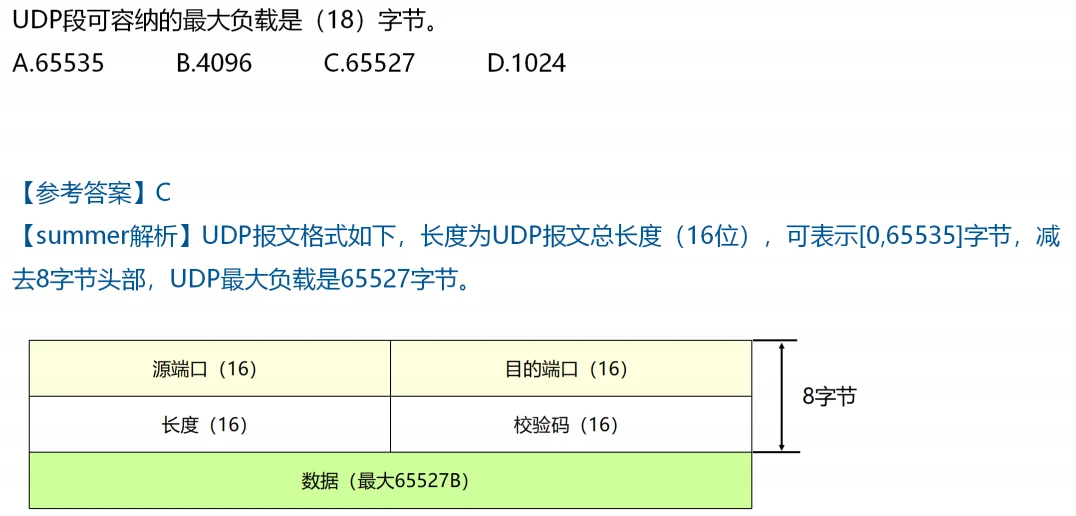 UDP段可容纳的最大负载是（18）字节。
A.65535 B.4096 C.65527 D.1024
【参考答案】C
【summer解析】UDP报文格式如下，长度为UDP报文总长度（16位），可表示[0,65535]字节，减
去8字节头部，UDP最大负载是65527字节。
源端口（16） 目的端口（16）
8字节
长度（16） 校验码（16）
数据（最大65527B）